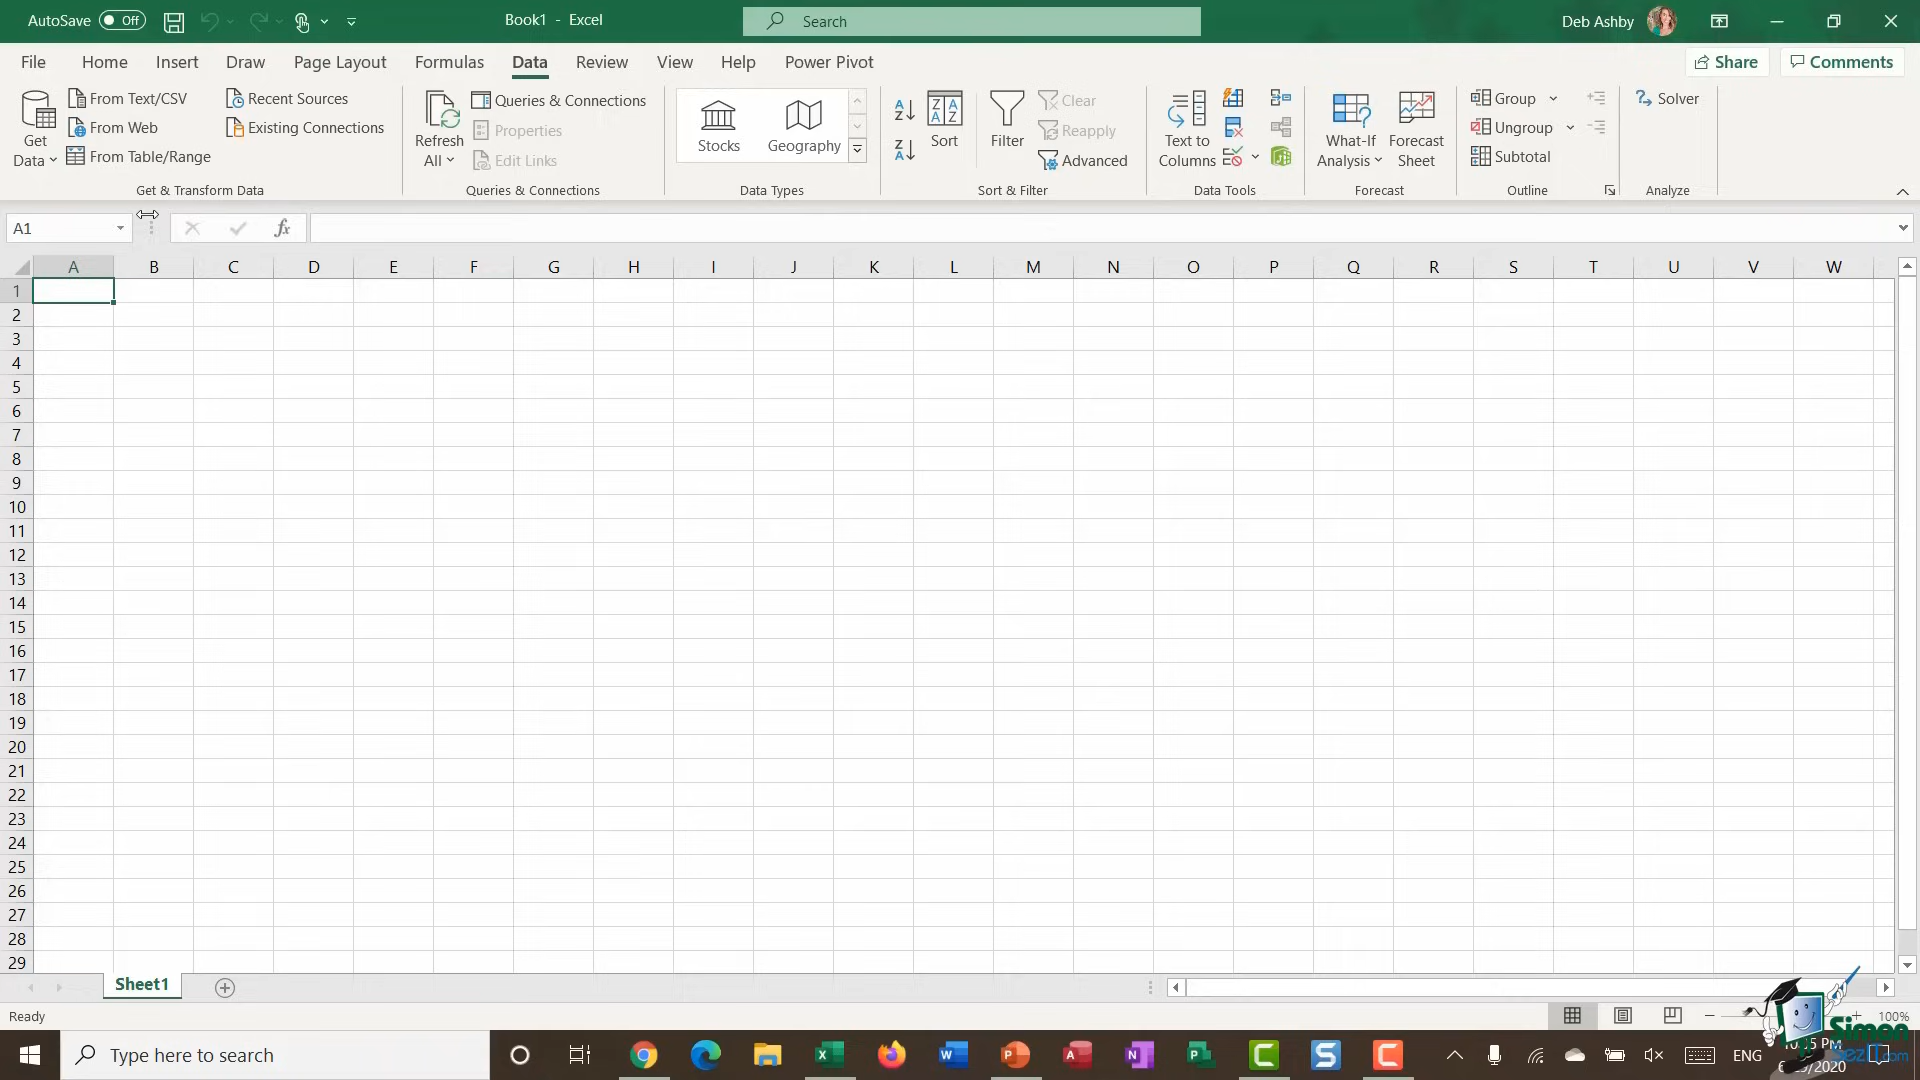 AutoSave Off Book1 - Excel Search Deb Ashby
File Home Insert Draw Page Layout Formulas Data Review View Help Power Pivot Share Comments
Get Data
From Text/CSV
From Web
From Table/Range
Recent Sources
Existing Connections
Get & Transform Data
Refresh All
Queries & Connections
Properties
Edit Links
Queries & Connections
Stocks Geography
Data Types
Sort
Filter
Clear
Reapply
Advanced
Sort & Filter
Text to Columns
Data Tools
What-If Analysis
Forecast Sheet
Forecast
Group
Ungroup
Subtotal
Outline
Solver
Analyze
A1 fx
A B C D E F G H I J K L M N O P Q R S T U V W
1
2
3
4
5
6
7
8
9
10
11
12
13
14
15
16
17
18
19
20
21
22
23
24
25
26
27
28
29
Sheet1
Ready 100%
Simon
SezIT.com
Type here to search ENG